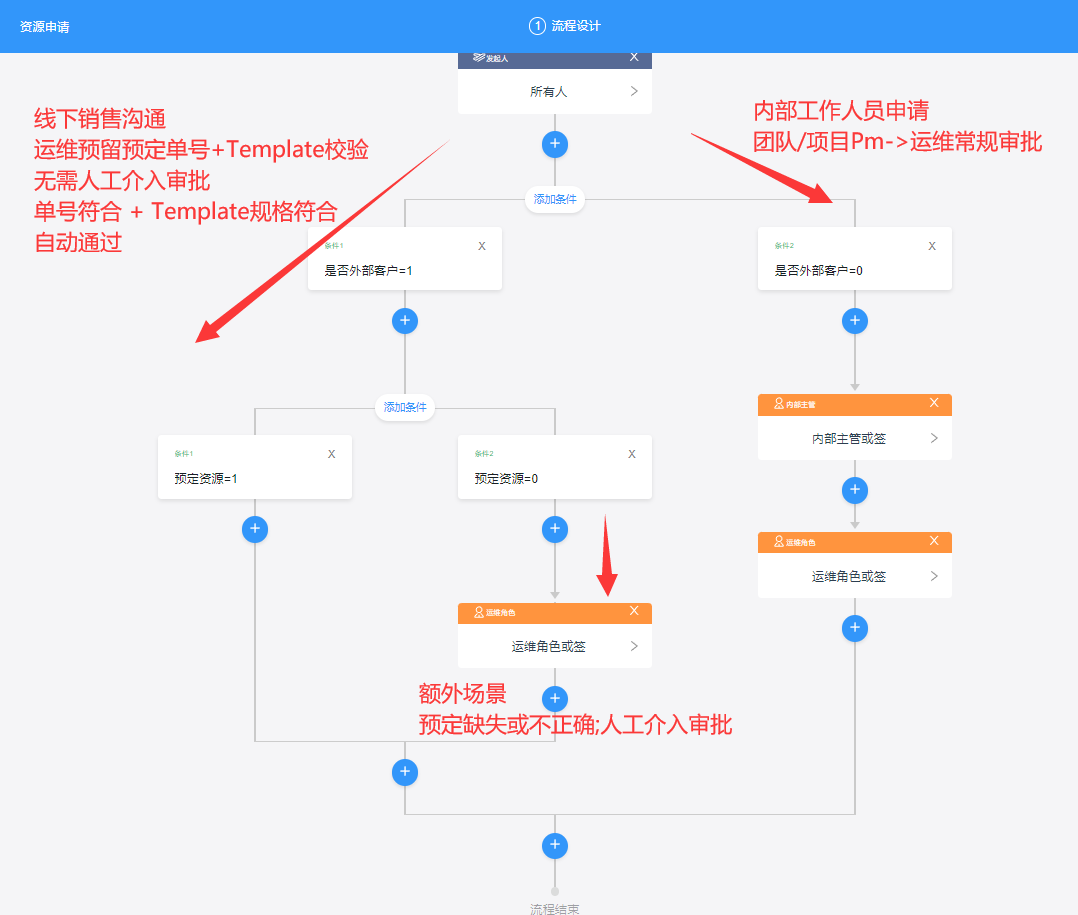 资源申请
1 流程设计
发起人 X
所有人 >
线下销售沟通
运维预留预定单号+Template校验
无需人工介入审批
单号符合 + Template规格符合
自动通过
内部工作人员申请
团队/项目Pm->运维常规审批
添加条件
条件1 X
是否外部客户=1
条件2 X
是否外部客户=0
添加条件
条件1 X
预定资源=1
条件2 X
预定资源=0
内部主管 X
内部主管或签 >
运维角色 X
运维角色或签 >
运维角色 X
运维角色或签 >
额外场景
预定缺失或不正确;人工介入审批
流程结束